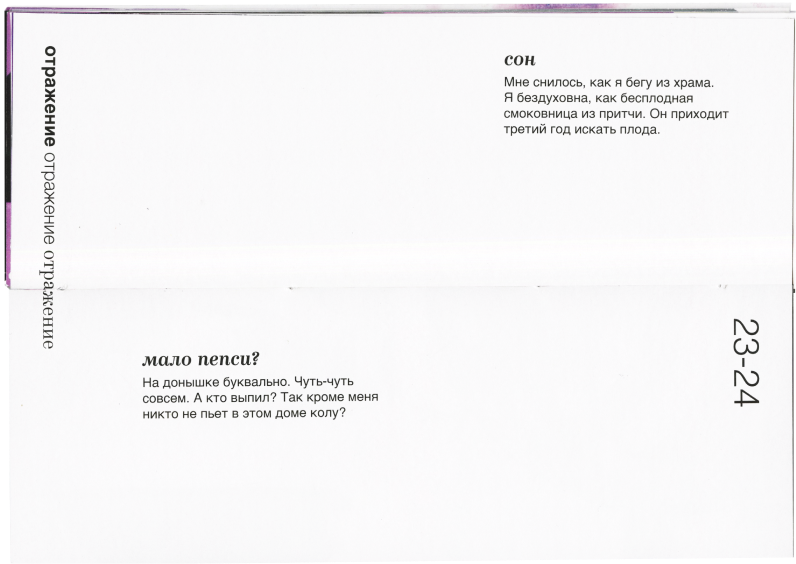 отражение отражение отражение
сон
Мне снилось, как я бегу из храма.
Я бездуховна, как бесплодная
смоковница из притчи. Он приходит
третий год искать плода.
мало пепси?
На донышке буквально. Чуть-чуть
совсем. А кто выпил? Так кроме меня
никто не пьет в этом доме колу?
23-24